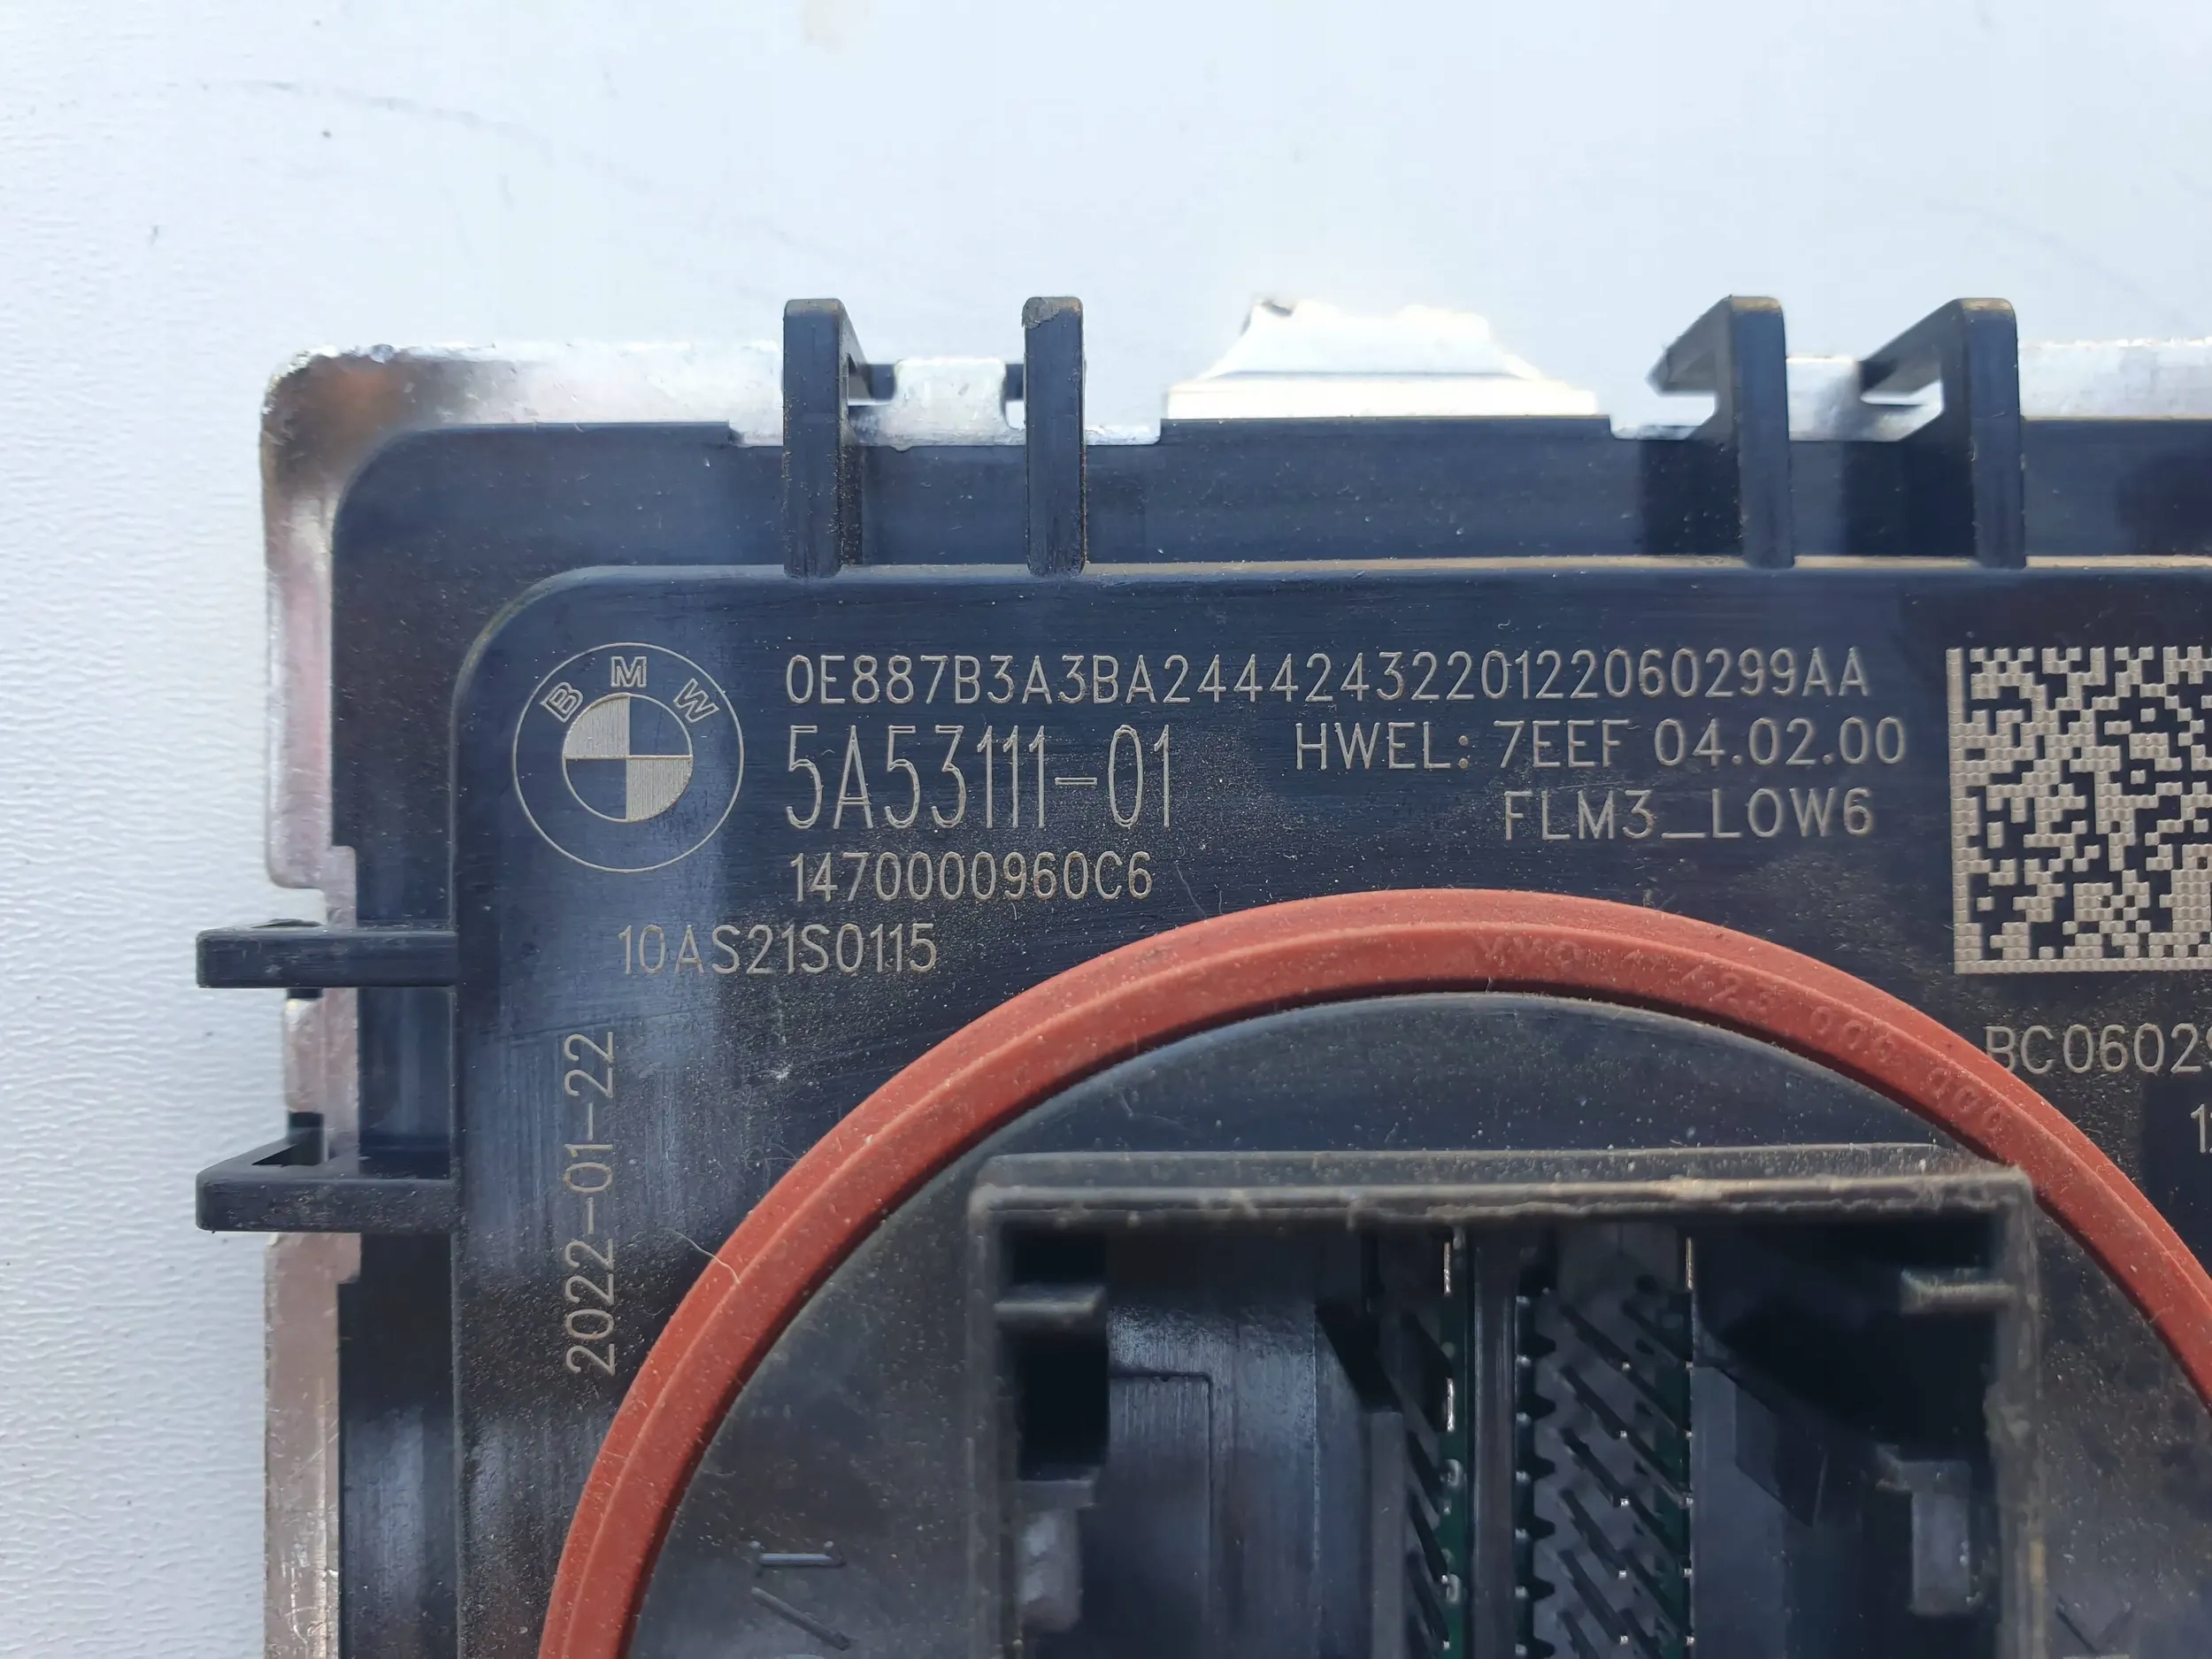 BMW
0E887B3A3BA2444243220122060299AA
5A53111-01
HWEL: 7EEF 04.02.00
FLM3_LOW6
1470000960C6
10AS21S0115
2022-01-22